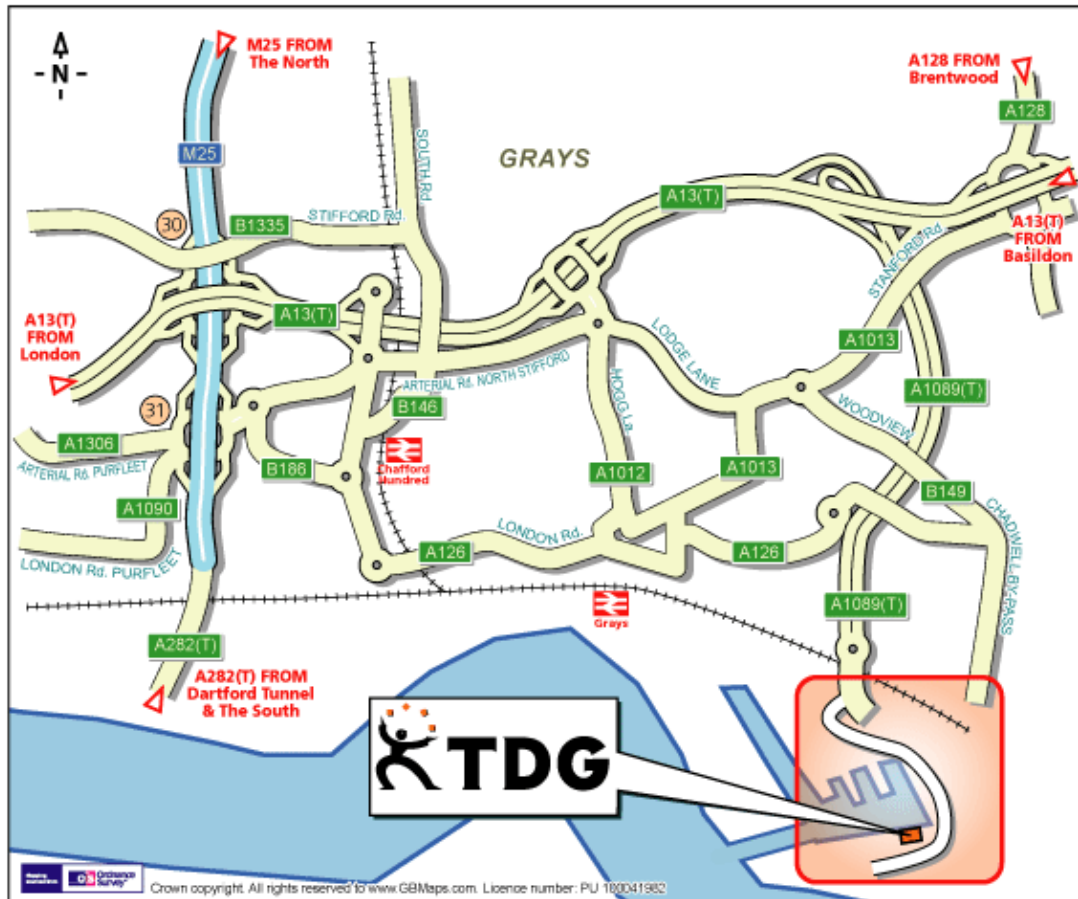 M25 FROM
The North
N
A128 FROM
Brentwood
A128
M25
SOUTH Rd
GRAYS
A13(T)
30
B1335
STIFFORD Rd.
A13(T)
FROM
Basildon
STANFORD Rd
A13(T)
FROM
London
A13(T)
A1013
LODGE LANE
ARTERIAL Rd. NORTH STIFFORD
HOGG La
A1089(T)
31
B146
WOODVIEW
A1306
ARTERIAL Rd. PURFLEET
B186
Chafford
Hundred
A1012
A1013
B149
A1090
CHADWELL BY-PASS
LONDON Rd. PURFLEET
LONDON Rd.
A126
A126
A1089(T)
Grays
A282(T)
A282(T) FROM
Dartford Tunnel
& The South
TDG
Ordnance
Survey
Crown copyright. All rights reserved to www.GBMaps.com. Licence number: PU 100041982